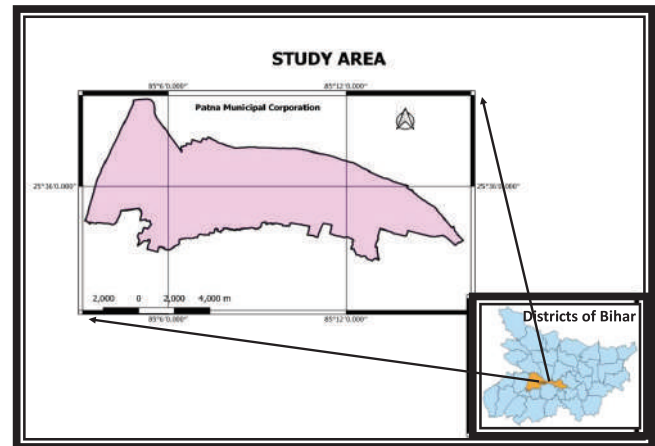 STUDY AREA
85°6'0.000" 85°12'0.000"
Patna Municipal Corporation
25°36'0.000" 25°36'0.000"
2,000 0 2,000 4,000 m
85°6'0.000" 85°12'0.000"
Districts of Bihar